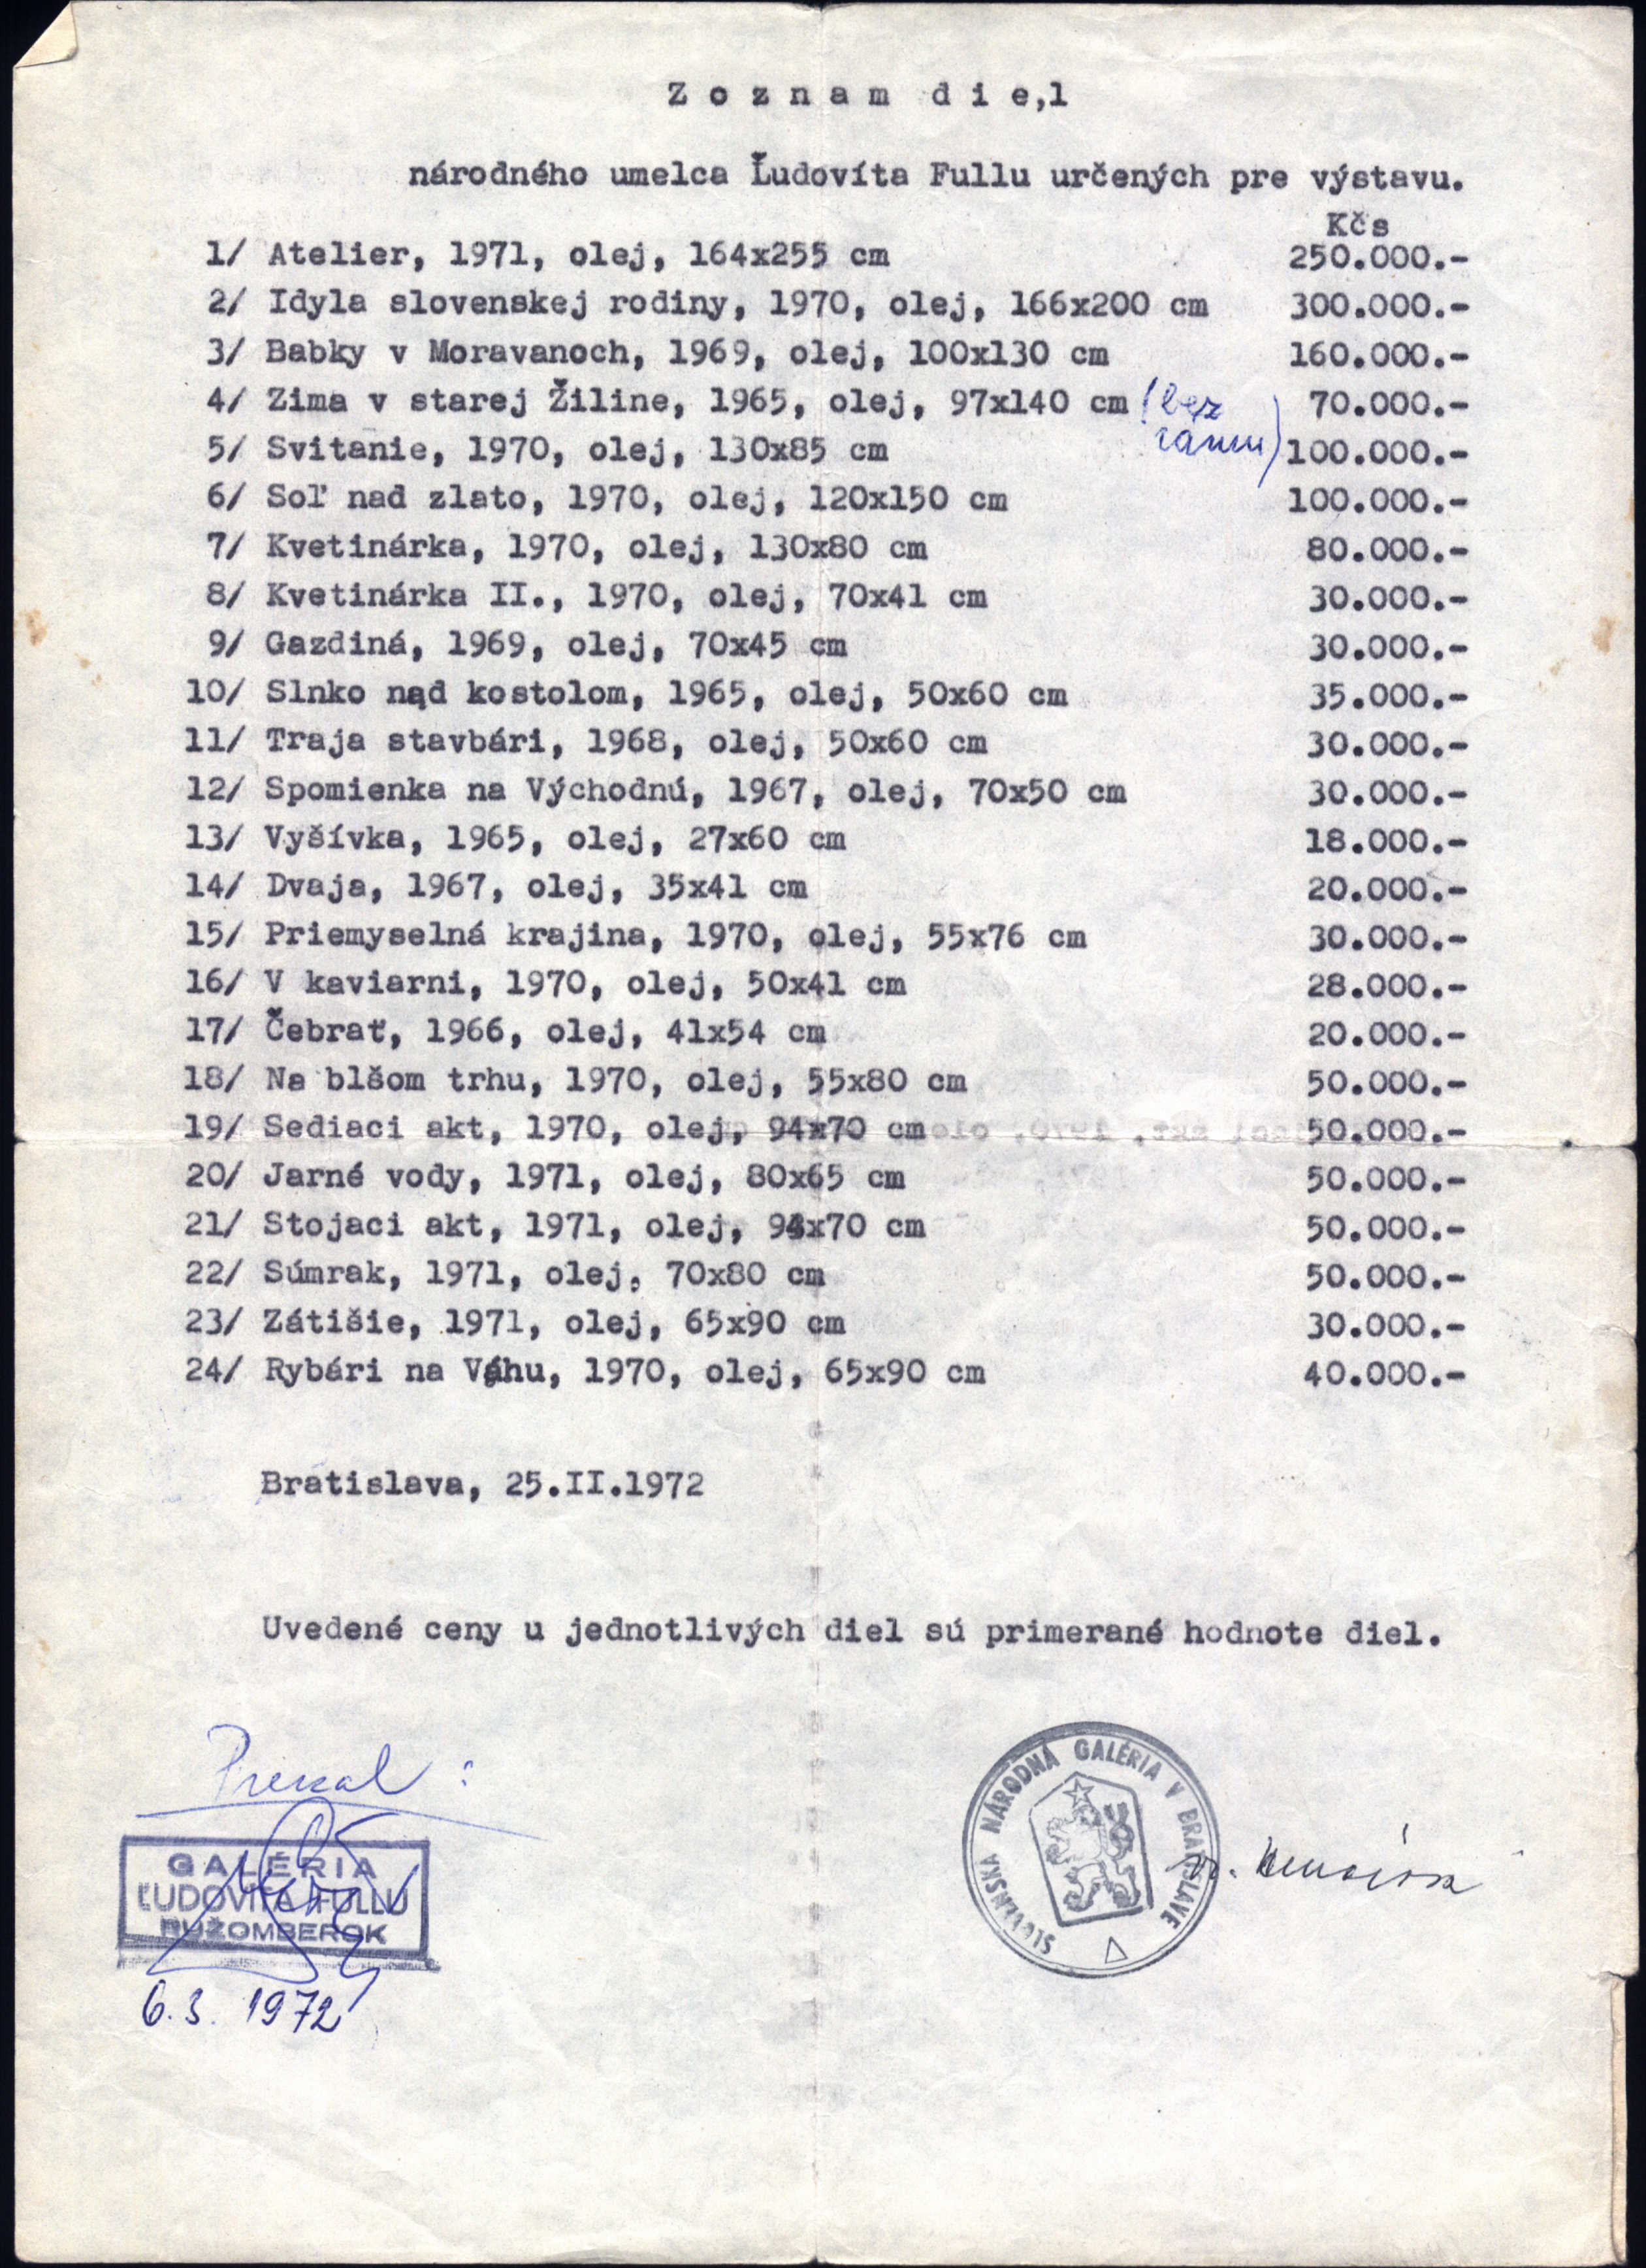 Z o z n a m  d i e,l
národného umelca Ľudovíta Fullu určených pre výstavu.
Kčs
1/ Atelier, 1971, olej, 164x255 cm 250.000.-
2/ Idyla slovenskej rodiny, 1970, olej, 166x200 cm 300.000.-
3/ Babky v Moravanoch, 1969, olej, 100x130 cm 160.000.-
4/ Zima v starej Žiline, 1965, olej, 97x140 cm (bez 70.000.-
rámu)
5/ Svitanie, 1970, olej, 130x85 cm 100.000.-
6/ Soľ nad zlato, 1970, olej, 120x150 cm 100.000.-
7/ Kvetinárka, 1970, olej, 130x80 cm 80.000.-
8/ Kvetinárka II., 1970, olej, 70x41 cm 30.000.-
9/ Gazdiná, 1969, olej, 70x45 cm 30.000.-
10/ Slnko nad kostolom, 1965, olej, 50x60 cm 35.000.-
11/ Traja stavbári, 1968, olej, 50x60 cm 30.000.-
12/ Spomienka na Východnú, 1967, olej, 70x50 cm 30.000.-
13/ Vyšívka, 1965, olej, 27x60 cm 18.000.-
14/ Dvaja, 1967, olej, 35x41 cm 20.000.-
15/ Priemyselná krajina, 1970, olej, 55x76 cm 30.000.-
16/ V kaviarni, 1970, olej, 50x41 cm 28.000.-
17/ Čebrať, 1966, olej, 41x54 cm 20.000.-
18/ Na blšom trhu, 1970, olej, 55x80 cm 50.000.-
19/ Sediaci akt, 1970, olej, 94x70 cm 50.000.-
20/ Jarné vody, 1971, olej, 80x65 cm 50.000.-
21/ Stojaci akt, 1971, olej, 94x70 cm 50.000.-
22/ Súmrak, 1971, olej, 70x80 cm 50.000.-
23/ Zátišie, 1971, olej, 65x90 cm 30.000.-
24/ Rybári na Váhu, 1970, olej, 65x90 cm 40.000.-
Bratislava, 25.II.1972
Uvedené ceny u jednotlivých diel sú primerané hodnote diel.
Prevzal :
GALÉRIA
ĽUDOVÍTA FULLU
RUŽOMBEROK
6.3. 1972
SLOVENSKÁ NÁRODNÁ GALÉRIA V BRATISLAVE